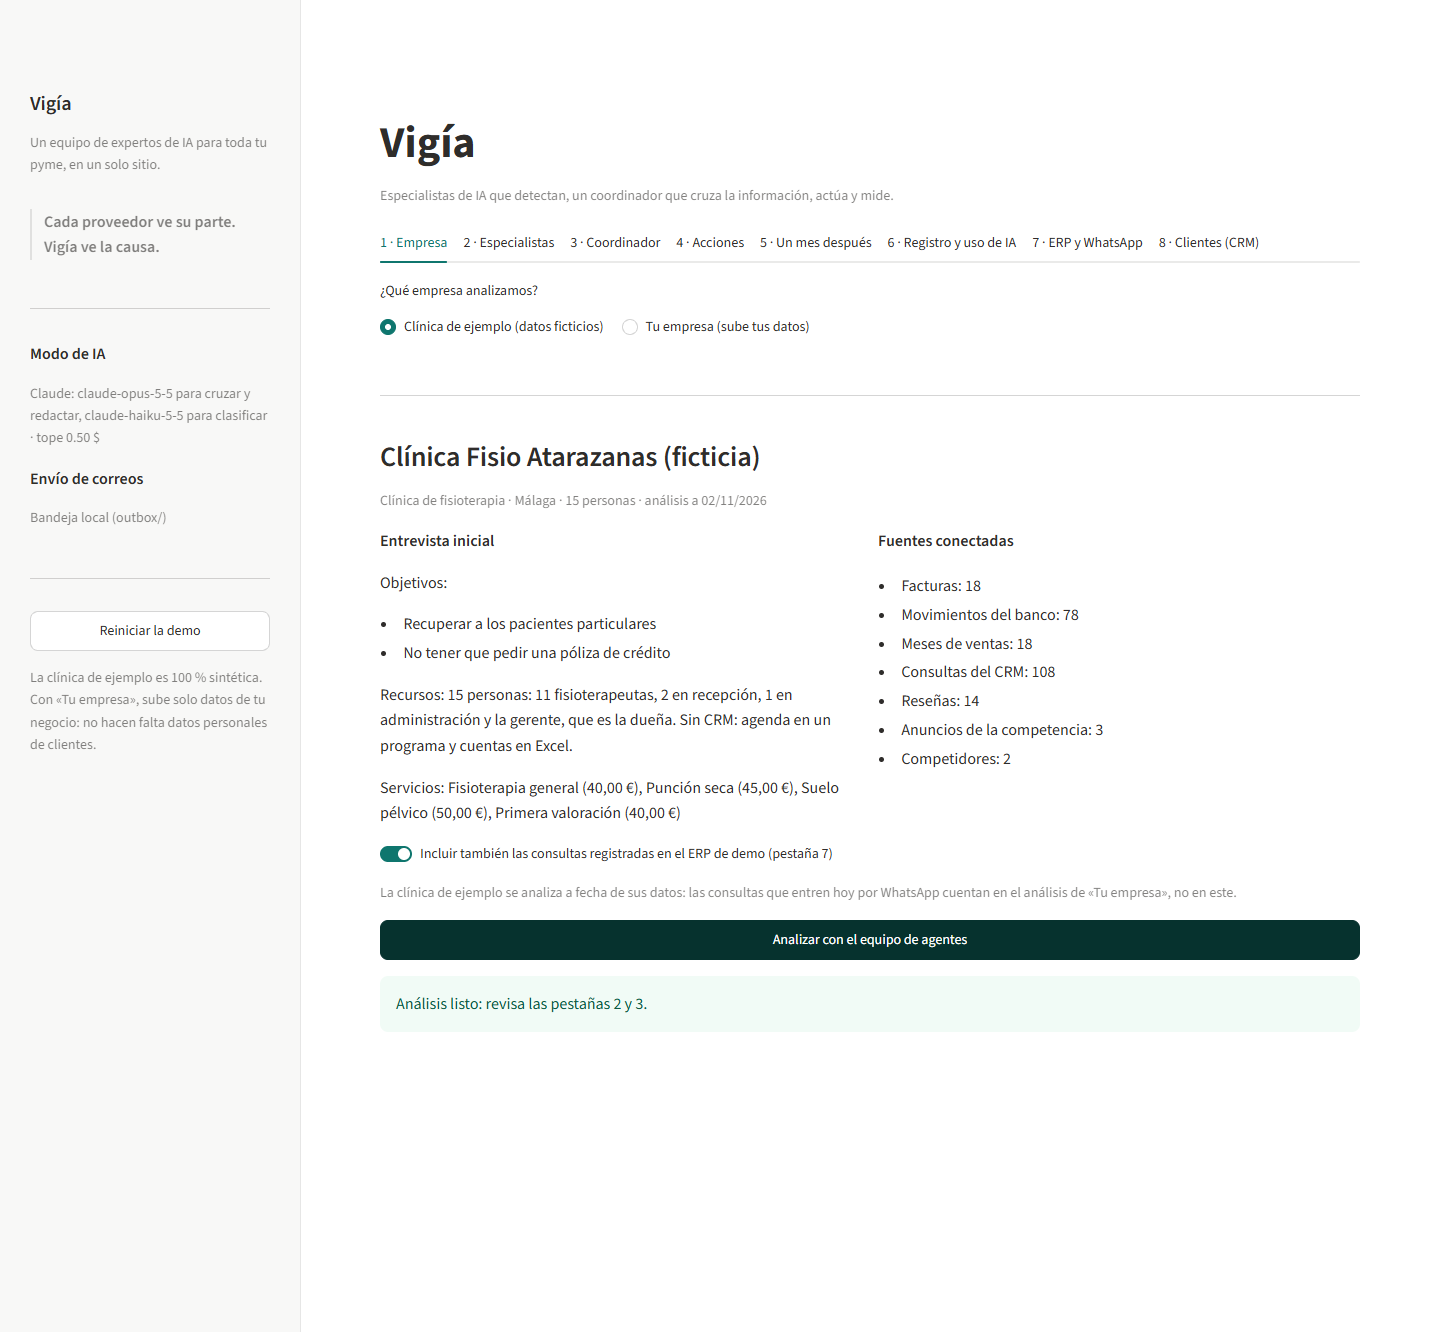 Vigía
Un equipo de expertos de IA para toda tu
pyme, en un solo sitio.
Cada proveedor ve su parte.
Vigía ve la causa.
Modo de IA
Claude: claude-opus-5-5 para cruzar y
redactar, claude-haiku-5-5 para clasificar
· tope 0.50 $
Envío de correos
Bandeja local (outbox/)
Reiniciar la demo
La clínica de ejemplo es 100 % sintética.
Con «Tu empresa», sube solo datos de tu
negocio: no hacen falta datos personales
de clientes.
Vigía
Especialistas de IA que detectan, un coordinador que cruza la información, actúa y mide.
1 · Empresa 2 · Especialistas 3 · Coordinador 4 · Acciones 5 · Un mes después 6 · Registro y uso de IA 7 · ERP y WhatsApp 8 · Clientes (CRM)
¿Qué empresa analizamos?
Clínica de ejemplo (datos ficticios) Tu empresa (sube tus datos)
Clínica Fisio Atarazanas (ficticia)
Clínica de fisioterapia · Málaga · 15 personas · análisis a 02/11/2026
Entrevista inicial
Objetivos:
• Recuperar a los pacientes particulares
• No tener que pedir una póliza de crédito
Recursos: 15 personas: 11 fisioterapeutas, 2 en recepción, 1 en
administración y la gerente, que es la dueña. Sin CRM: agenda en un
programa y cuentas en Excel.
Servicios: Fisioterapia general (40,00 €), Punción seca (45,00 €), Suelo
pélvico (50,00 €), Primera valoración (40,00 €)
Fuentes conectadas
• Facturas: 18
• Movimientos del banco: 78
• Meses de ventas: 18
• Consultas del CRM: 108
• Reseñas: 14
• Anuncios de la competencia: 3
• Competidores: 2
Incluir también las consultas registradas en el ERP de demo (pestaña 7)
La clínica de ejemplo se analiza a fecha de sus datos: las consultas que entren hoy por WhatsApp cuentan en el análisis de «Tu empresa», no en este.
Analizar con el equipo de agentes
Análisis listo: revisa las pestañas 2 y 3.